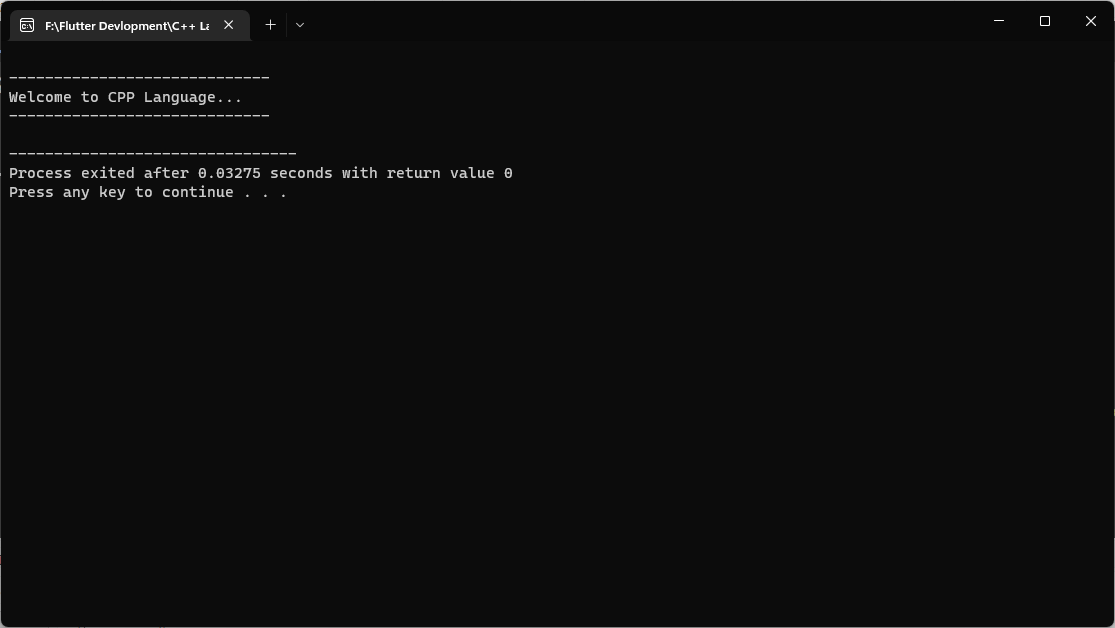 F:\Flutter Devlopment\C++ La
-----------------------------
Welcome to CPP Language...
-----------------------------
--------------------------------
Process exited after 0.03275 seconds with return value 0
Press any key to continue . . .